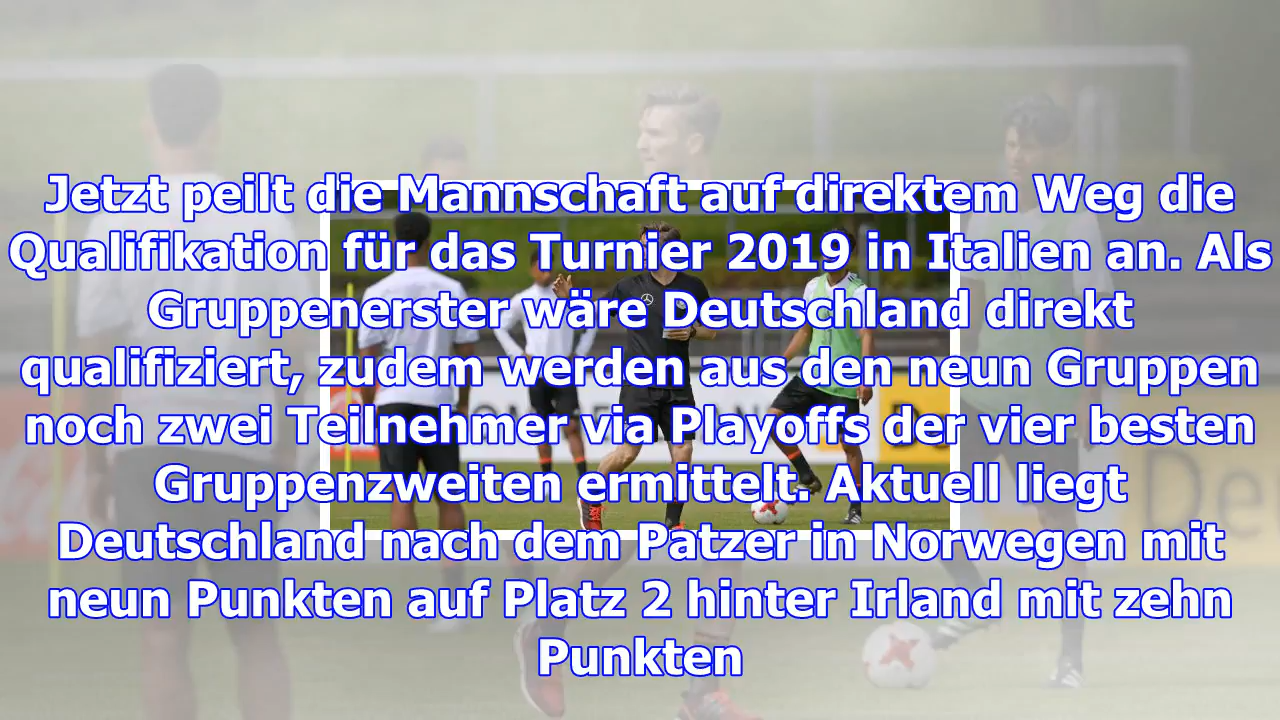 Jetzt peilt die Mannschaft auf direktem Weg die
Qualifikation für das Turnier 2019 in Italien an. Als
Gruppenerster wäre Deutschland direkt
qualifiziert, zudem werden aus den neun Gruppen
noch zwei Teilnehmer via Playoffs der vier besten
Gruppenzweiten ermittelt. Aktuell liegt
Deutschland nach dem Patzer in Norwegen mit
neun Punkten auf Platz 2 hinter Irland mit zehn
Punkten